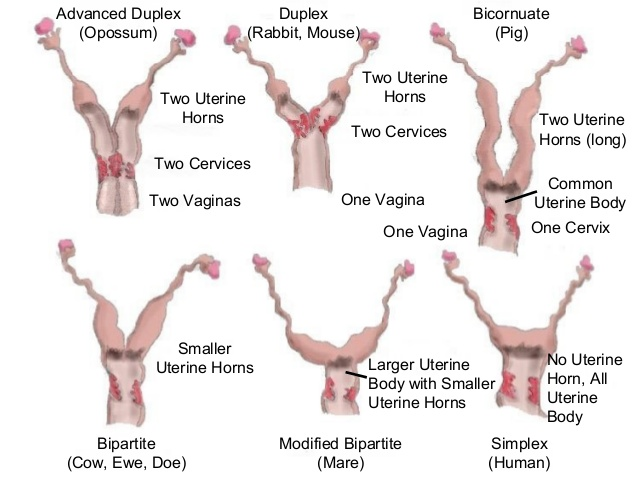 Advanced Duplex
(Opossum)
Duplex
(Rabbit, Mouse)
Bicornuate
(Pig)
Two Uterine
Horns
Two Cervices
Two Vaginas
Two Uterine
Horns
Two Cervices
One Vagina
Two Uterine
Horns (long)
Common
Uterine Body
One Cervix
One Vagina
Smaller
Uterine Horns
Bipartite
(Cow, Ewe, Doe)
Larger Uterine
Body with Smaller
Uterine Horns
Modified Bipartite
(Mare)
No Uterine
Horn, All
Uterine
Body
Simplex
(Human)